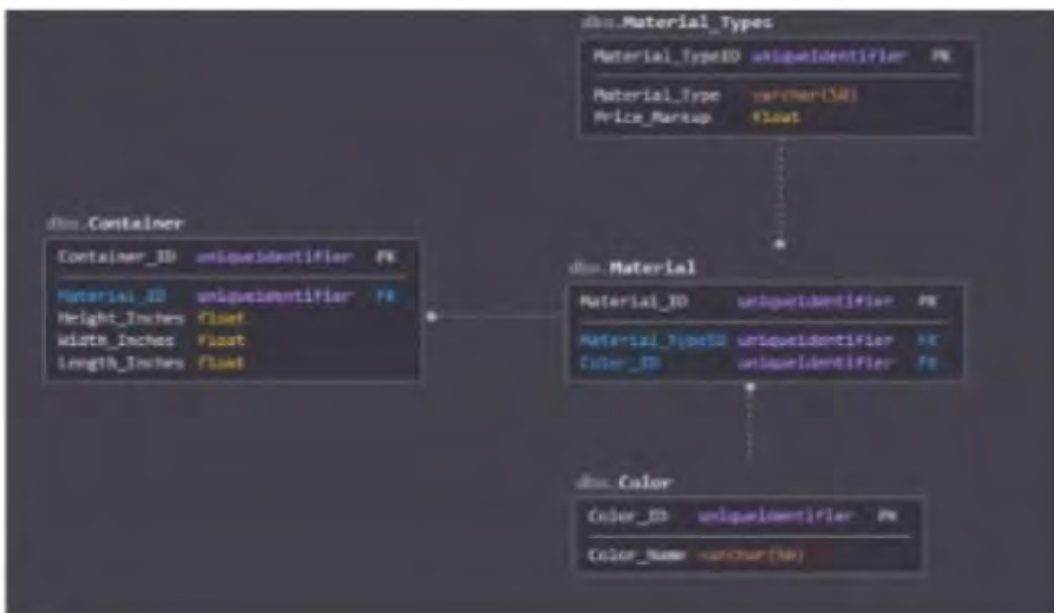 dbo.Material_Types
Material_TypeID uniqueidentifier PK
Material_Type varchar(50)
Price_Markup float
dbo.Container
Container_ID uniqueidentifier PK
Material_ID uniqueidentifier FK
Height_Inches float
Width_Inches float
Length_Inches float
dbo.Material
Material_ID uniqueidentifier PK
Material_TypeID uniqueidentifier FK
Color_ID uniqueidentifier FK
dbo.Color
Color_ID uniqueidentifier PK
Color_Name varchar(50)